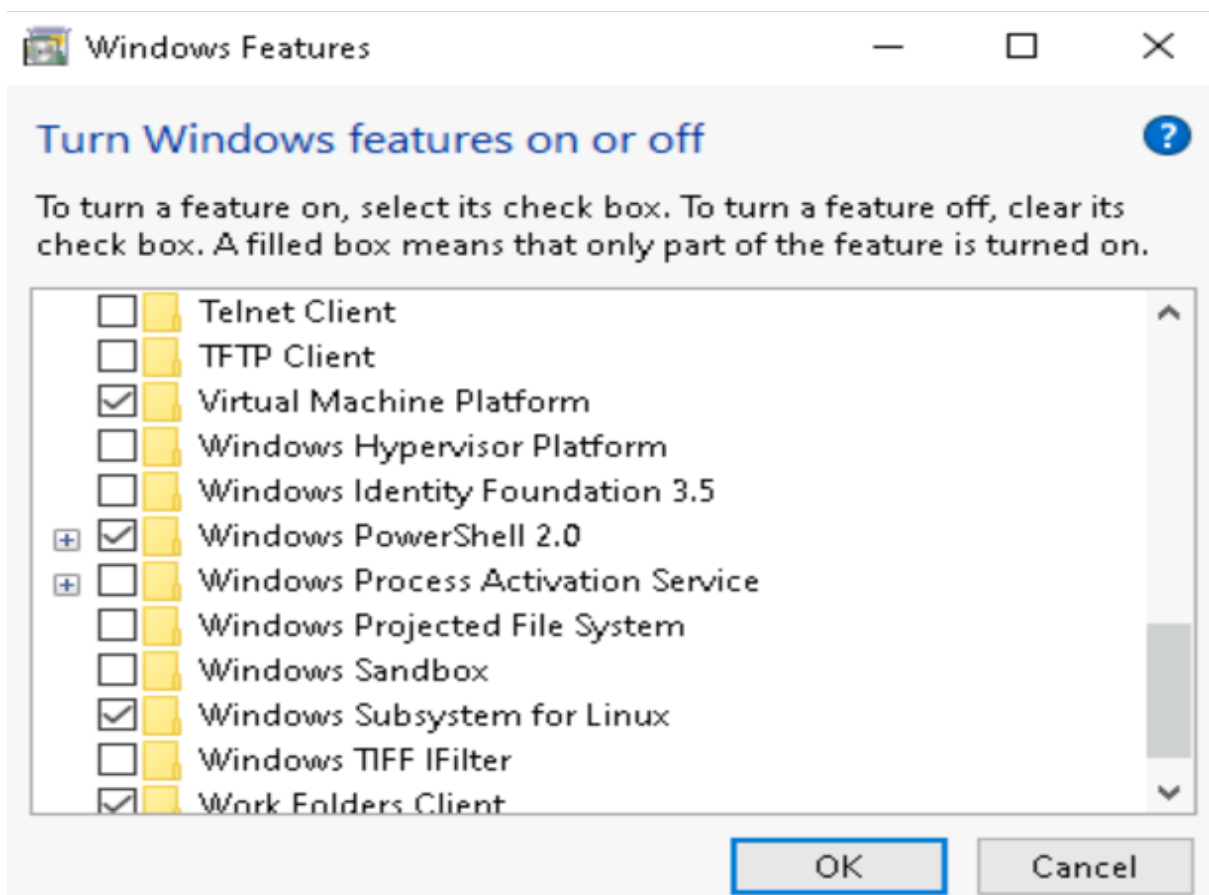 Windows Features
Turn Windows features on or off
?
To turn a feature on, select its check box. To turn a feature off, clear its
check box. A filled box means that only part of the feature is turned on.
Telnet Client
TFTP Client
Virtual Machine Platform
Windows Hypervisor Platform
Windows Identity Foundation 3.5
Windows PowerShell 2.0
Windows Process Activation Service
Windows Projected File System
Windows Sandbox
Windows Subsystem for Linux
Windows TIFF IFilter
Work Folders Client
OK Cancel